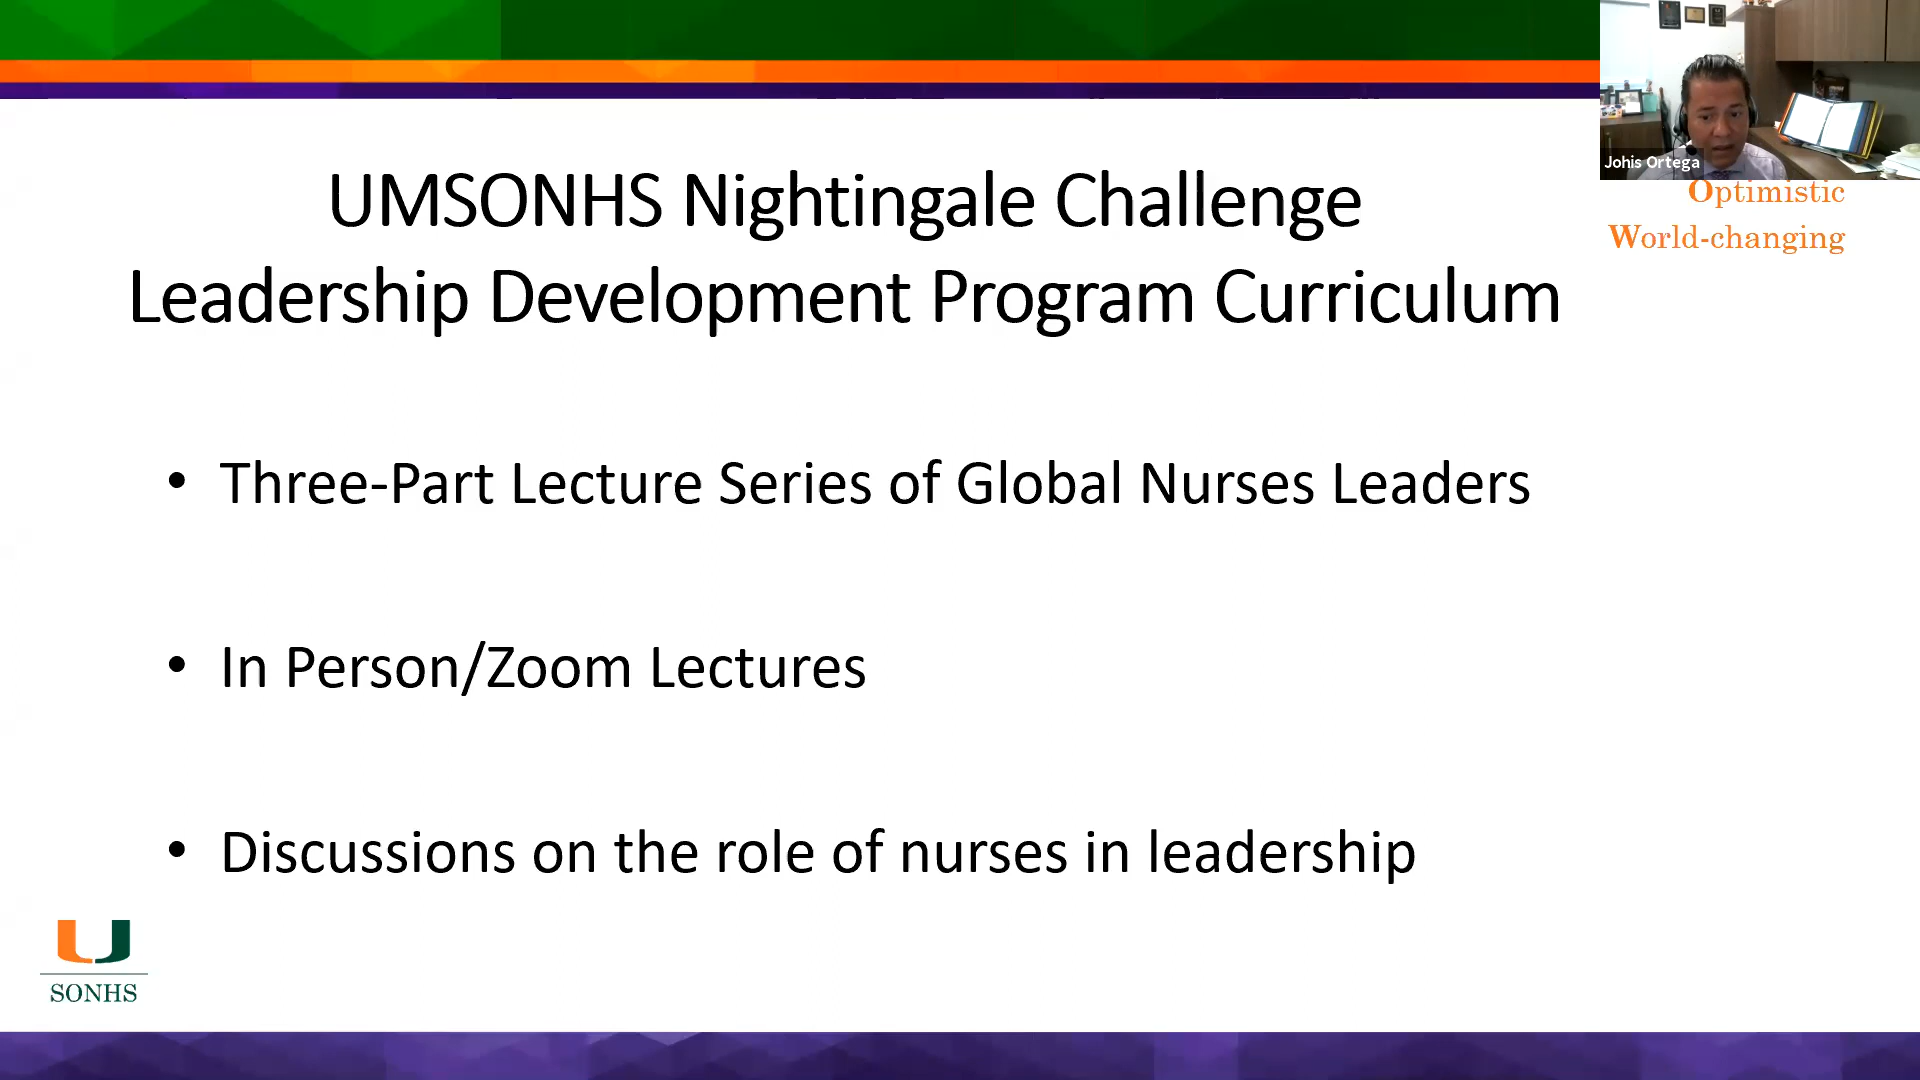 UMSONHS Nightingale Challenge
Leadership Development Program Curriculum
Johis Ortega
Optimistic
World-changing
• Three-Part Lecture Series of Global Nurses Leaders
• In Person/Zoom Lectures
• Discussions on the role of nurses in leadership
SONHS